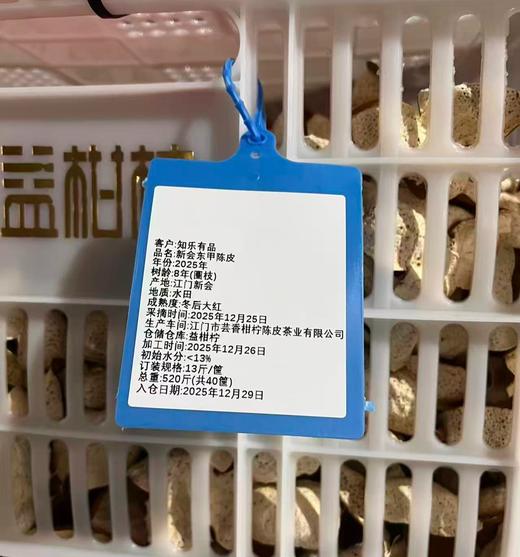 益柑柠
客户:知乐有品
品名:新会东甲陈皮
年份:2025年
树龄:8年(圈枝)
产地:江门新会
地质:水田
成熟度:冬后大红
采摘时间:2025年12月25日
生产车间:江门市芸香柑柠陈皮茶业有限公司
仓储仓库:益柑柠
加工时间:2025年12月26日
初始水分:<13%
订装规格:13斤/筐
总重:520斤(共40筐)
入仓日期:2025年12月29日